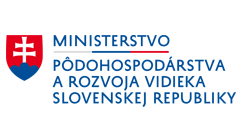 MINISTERSTVO
PÔDOHOSPODÁRSTVA
A ROZVOJA VIDIEKA
SLOVENSKEJ REPUBLIKY